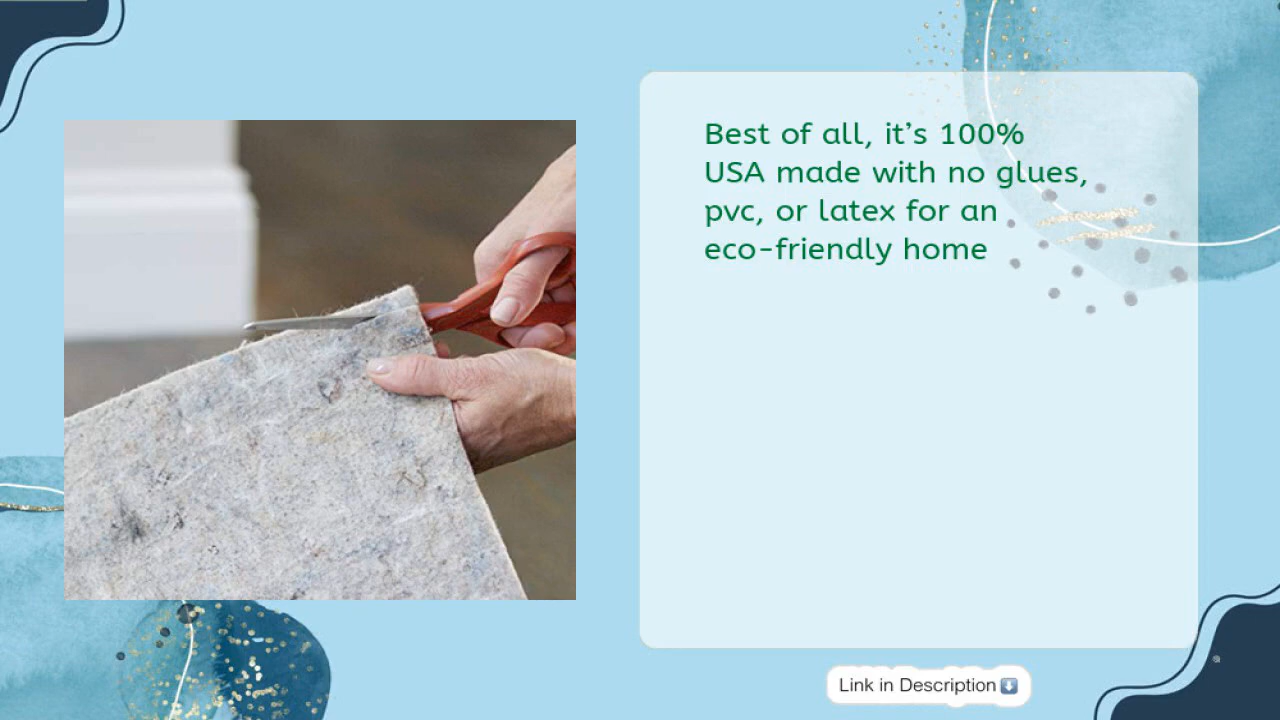 Best of all, it’s 100%
USA made with no glues,
pvc, or latex for an
eco-friendly home
Link in Description⬇️